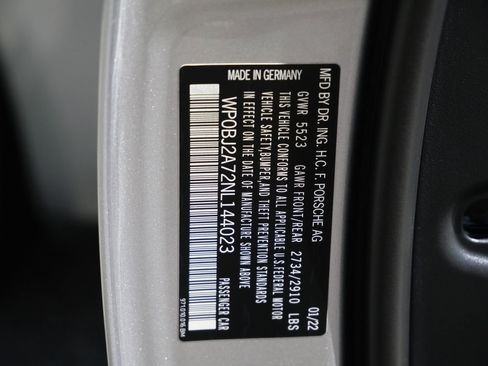 MADE IN GERMANY
MFD BY DR. ING. H.C. F. PORSCHE AG
01/22
GVWR 5523 GAWR FRONT/REAR 2734/2910 LBS
THIS VEHICLE CONFORMS TO ALL APPLICABLE U.S. FEDERAL MOTOR
VEHICLE SAFETY, BUMPER, AND THEFT PREVENTION STANDARDS
IN EFFECT ON THE DATE OF MANUFACTURE SHOWN ABOVE
WP0BJ2A72NL144023
PASSENGER CAR